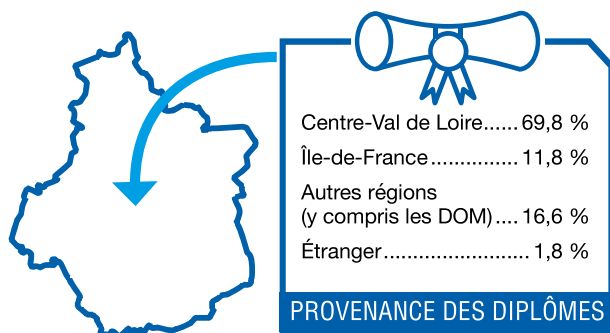 Centre-Val de Loire...... 69,8 %
Île-de-France............... 11,8 %
Autres régions
(y compris les DOM).... 16,6 %
Étranger......................... 1,8 %
PROVENANCE DES DIPLÔMES